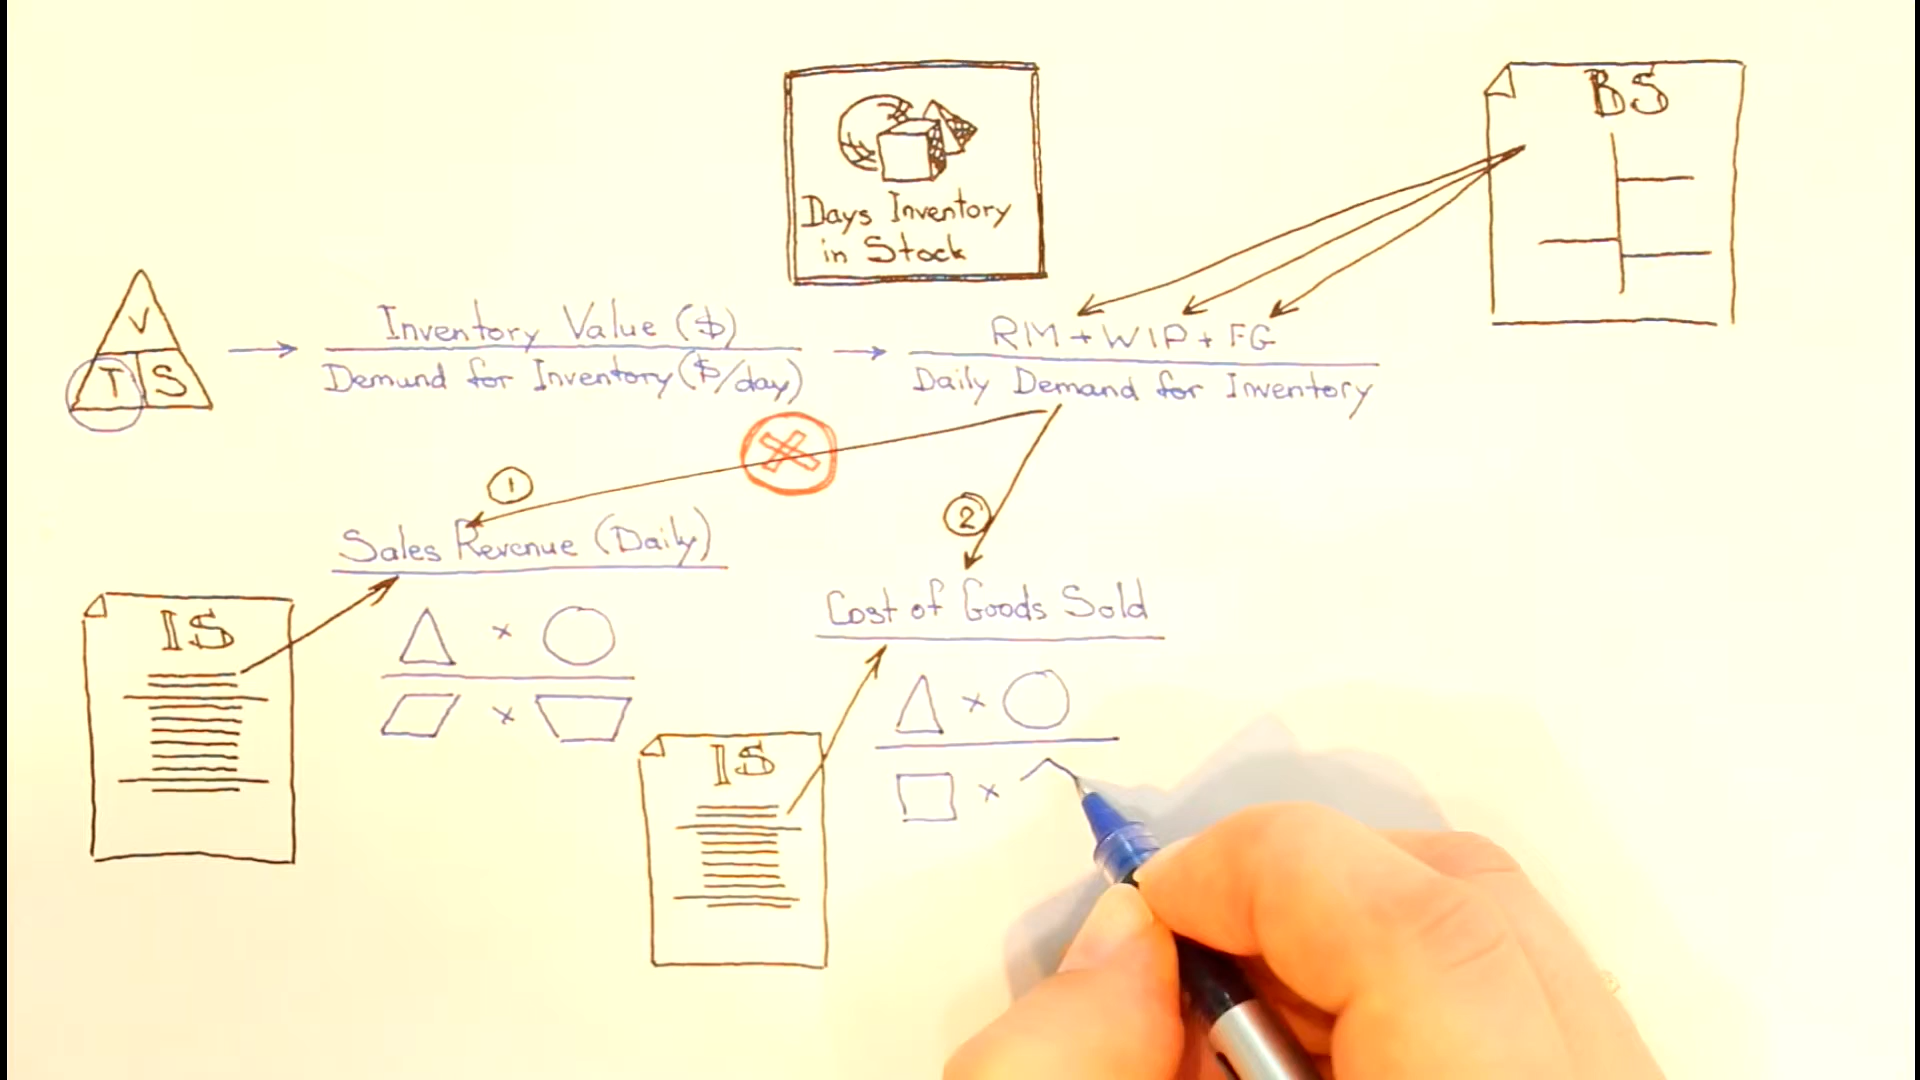 BS
Days Inventory
in Stock
V
T S
Inventory Value ($)
Demand for Inventory ($/day)
RM + WIP + FG
Daily Demand for Inventory
1
2
Sales Revenue (Daily)
IS
× 
×
Cost of Goods Sold
IS
×
×